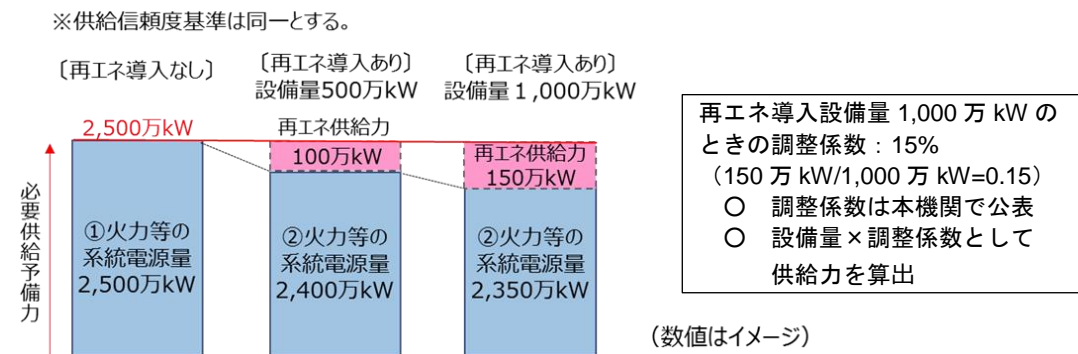 ※供給信頼度基準は同一とする。
〔再エネ導入なし〕
〔再エネ導入あり〕
設備量500万kW
〔再エネ導入あり〕
設備量１,000万kW
2,500万kW
再エネ供給力
100万kW
再エネ供給力
150万kW
必要供給予備力
①火力等の
系統電源量
2,500万kW
②火力等の
系統電源量
2,400万kW
②火力等の
系統電源量
2,350万kW
再エネ導入設備量 1,000 万 kW の
ときの調整係数：15%
（150 万 kW/1,000 万 kW=0.15）
○　調整係数は本機関で公表
○　設備量×調整係数として
供給力を算出
（数値はイメージ）